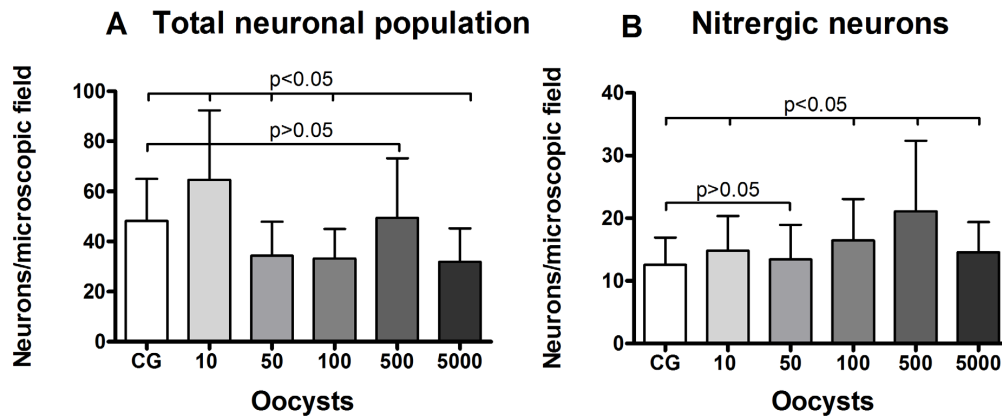 A Total neuronal population
Neurons/microscopic field
100
80
60
40
20
0
p<0.05
p>0.05
CG 10 50 100 500 5000
Oocysts
B Nitrergic neurons
Neurons/microscopic field
40
30
20
10
0
p<0.05
p>0.05
CG 10 50 100 500 5000
Oocysts